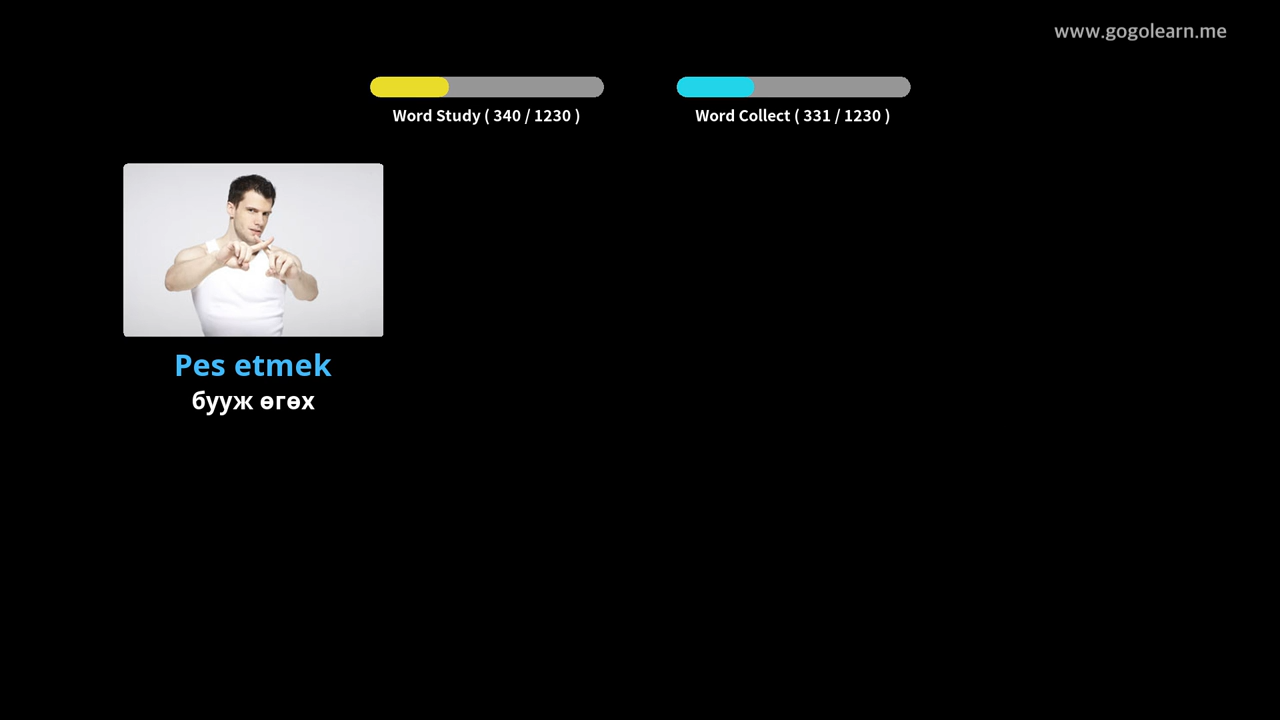 www.gogolearn.me
Word Study ( 340 / 1230 )
Word Collect ( 331 / 1230 )
Pes etmek
бууж өгөх